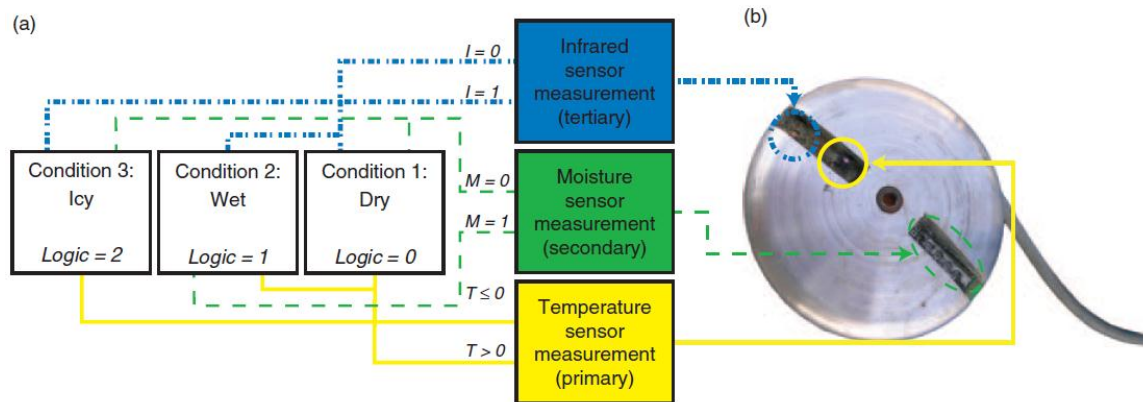 (a)
(b)
I = 0
I = 1
Infrared
sensor
measurement
(tertiary)
Condition 3:
Icy
Logic = 2
Condition 2:
Wet
Logic = 1
Condition 1:
Dry
Logic = 0
M = 0
M = 1
Moisture
sensor
measurement
(secondary)
T ≤ 0
T > 0
Temperature
sensor
measurement
(primary)